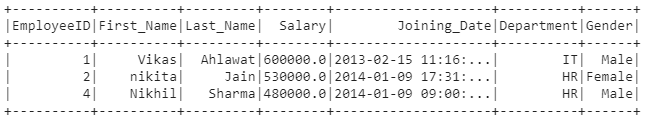 +----------+----------+---------+--------+--------------------+----------+------+
|EmployeeID|First_Name|Last_Name|  Salary|        Joining_Date|Department|Gender|
+----------+----------+---------+--------+--------------------+----------+------+
|         1|     Vikas|  Ahlawat|600000.0|2013-02-15 11:16:...|        IT|  Male|
|         2|    nikita|     Jain|530000.0|2014-01-09 17:31:...|        HR|Female|
|         4|    Nikhil|   Sharma|480000.0|2014-01-09 09:00:...|        HR|  Male|
+----------+----------+---------+--------+--------------------+----------+------+